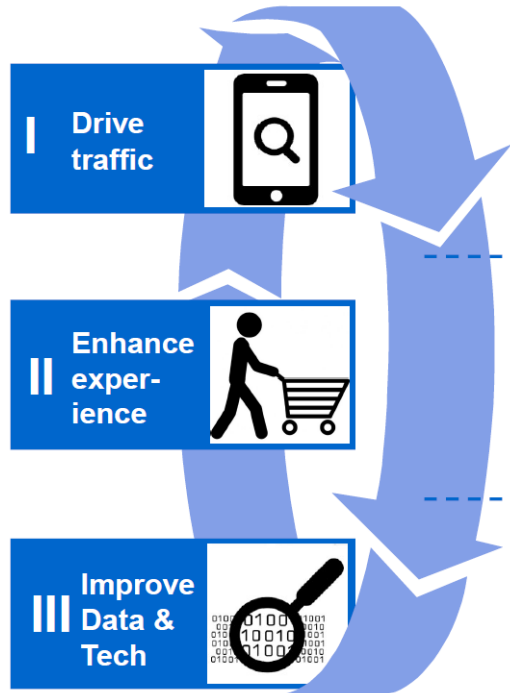 I
Drive
traffic
II
Enhance
exper-
ience
III
Improve
Data &
Tech